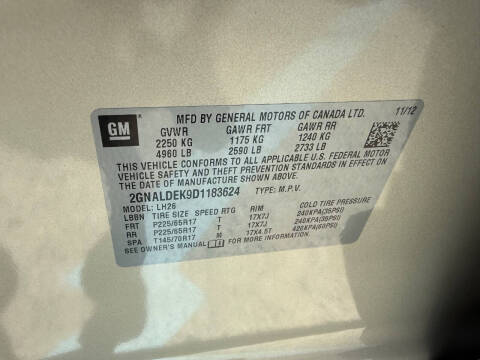 GM
MFD BY GENERAL MOTORS OF CANADA LTD. 11/12
GVWR GAWR FRT GAWR RR
2250 KG 1175 KG 1240 KG
4960 LB 2590 LB 2733 LB
THIS VEHICLE CONFORMS TO ALL APPLICABLE U.S. FEDERAL MOTOR
VEHICLE SAFETY AND THEFT PREVENTION STANDARDS IN EFFECT ON
THE DATE OF MANUFACTURE SHOWN ABOVE.
2GNALDEK9D1183624 TYPE: M.P.V.
MODEL: LH26
LBBN TIRE SIZE SPEED RTG RIM COLD TIRE PRESSURE
FRT P225/65R17 T 17X7J 240KPA(35PSI)
RR P225/65R17 T 17X7J 240KPA(35PSI)
SPA T145/70R17 M 17X4.5T 420KPA(60PSI)
SEE OWNER'S MANUAL FOR MORE INFORMATION.